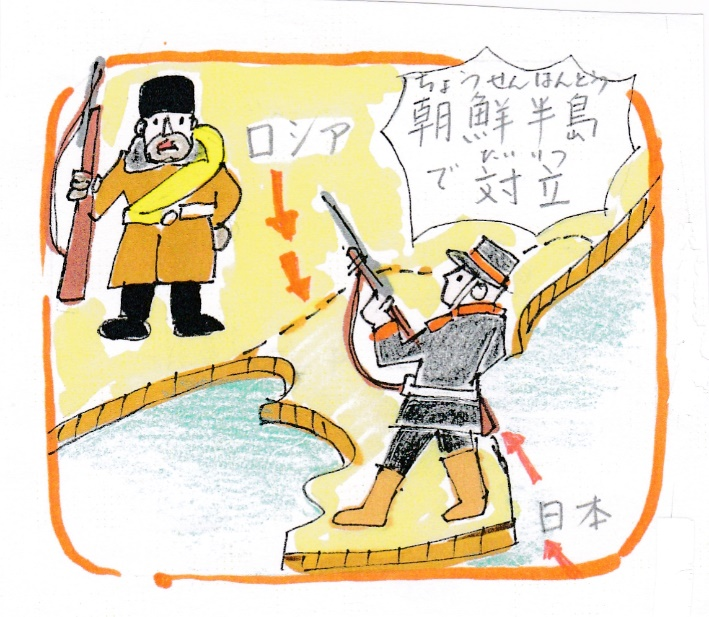 ちょうせんはんとう
朝鮮半島
たいりつ
で対立
ロシア
日本